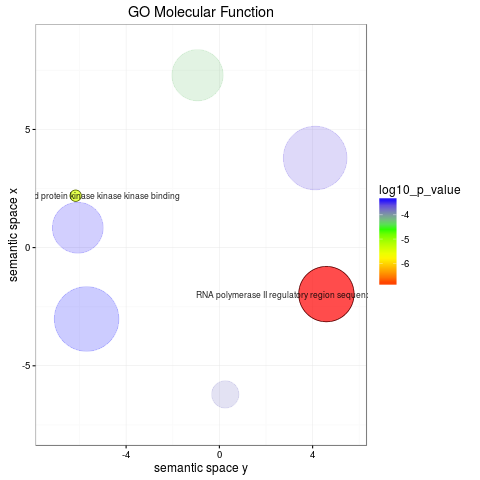 GO Molecular Function
5
0
-5
-4
0
4
semantic space x
semantic space y
d protein kinase kinase kinase binding
RNA polymerase II regulatory region sequen
log10_p_value
-4
-5
-6